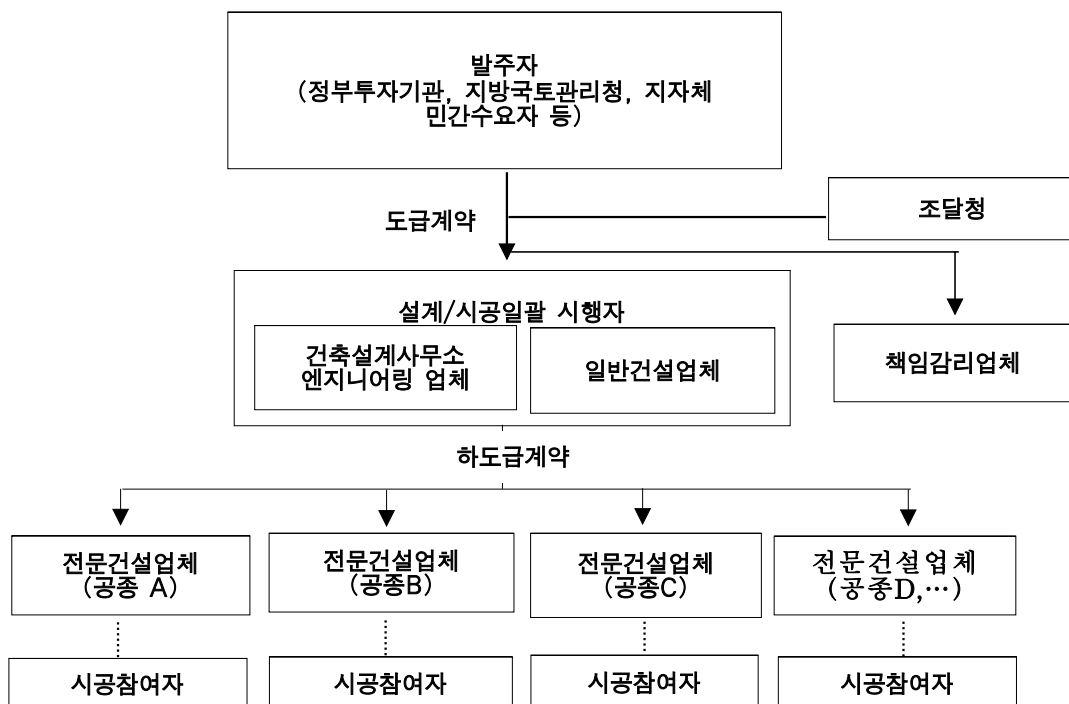 발주자
(정부투자기관, 지방국토관리청, 지자체
민간수요자 등)
조달청
도급계약
설계/시공일괄 시행자
건축설계사무소
엔지니어링 업체
일반건설업체
책임감리업체
하도급계약
전문건설업체
(공종 A)
전문건설업체
(공종B)
전문건설업체
(공종C)
전문건설업체
(공종D,…)
시공참여자
시공참여자
시공참여자
시공참여자